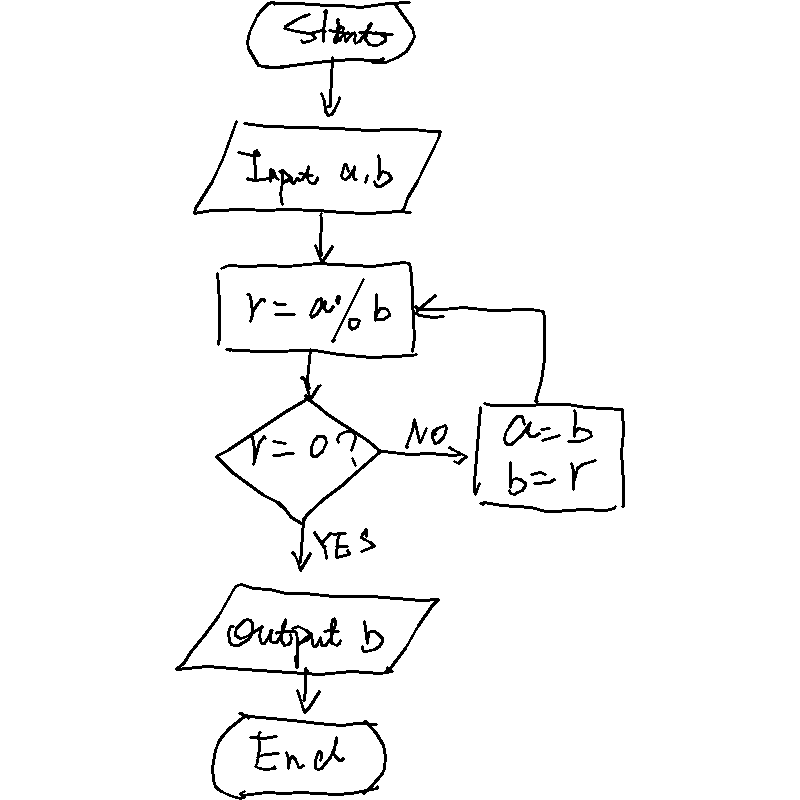 Start
Input a,b
r = a % b
r = 0 ?
NO
a = b
b = r
YES
Output b
End